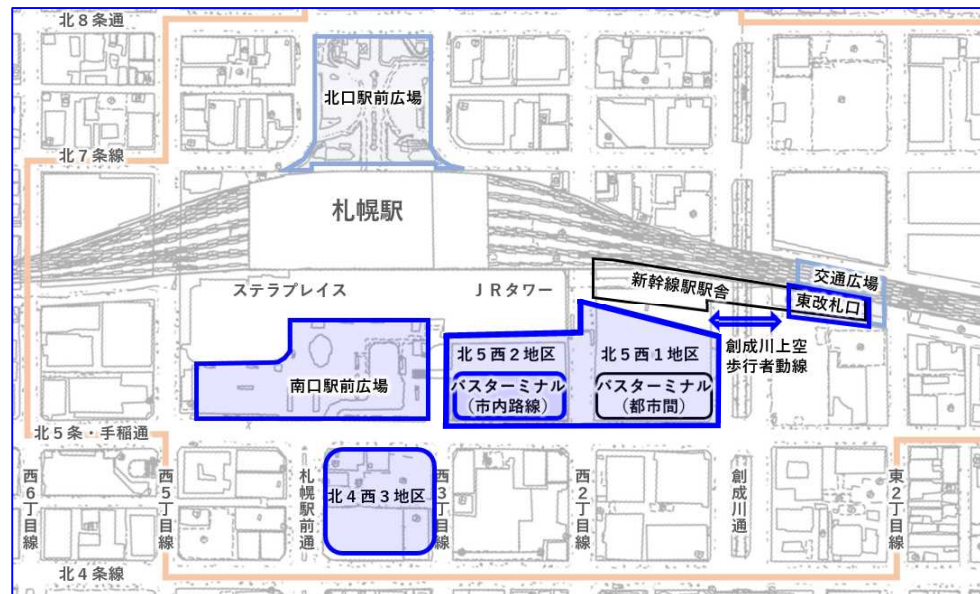 北８条通
北口駅前広場
北７条線
札幌駅
交通広場
新幹線駅駅舎
東改札口
ステラプレイス
ＪＲタワー
創成川上空
歩行者動線
北５西２地区
北５西１地区
南口駅前広場
バスターミナル
（市内路線）
バスターミナル
（都市間）
北５条・手稲通
西６丁目線
西５丁目線
札幌駅前通
北４西３地区
西３丁目線
西２丁目線
創成川通
東２丁目線
北４条線